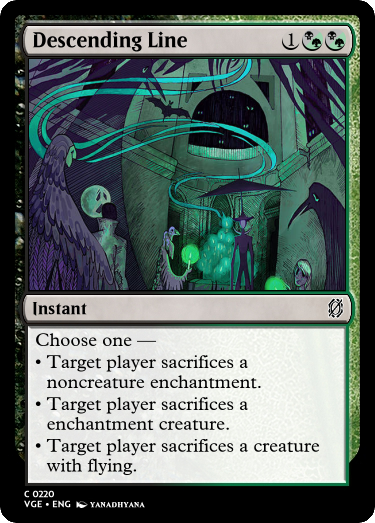 Descending Line 1
Instant
Choose one —
• Target player sacrifices a
noncreature enchantment.
• Target player sacrifices a
enchantment creature.
• Target player sacrifices a creature
with flying.
C 0220
VGE • ENG YANADHYANA